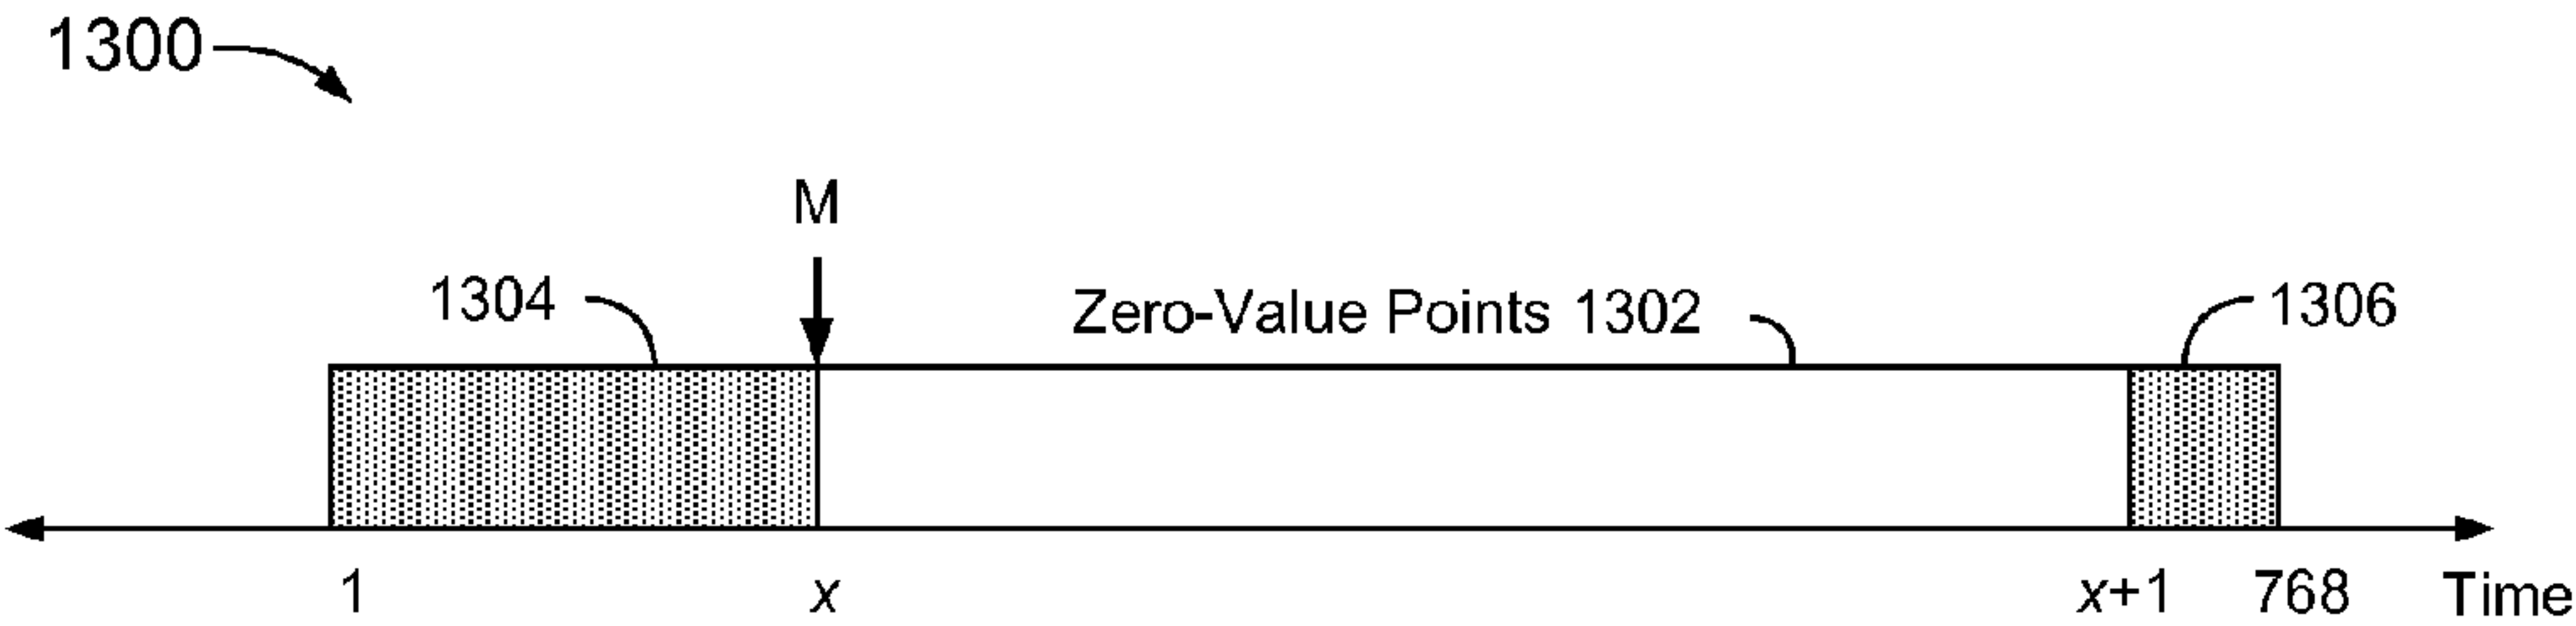 1300
M
1304
Zero-Value Points 1302
1306
1
x
x+1
768
Time